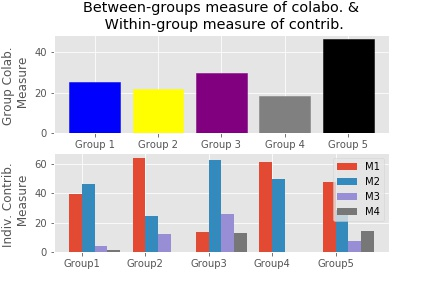 Between-groups measure of colabo. &
Within-group measure of contrib.
Group Colab.
Measure
40
20
0
Group 1 Group 2 Group 3 Group 4 Group 5
Indiv. Contrib.
Measure
60
40
20
0
M1
M2
M3
M4
Group1 Group2 Group3 Group4 Group5